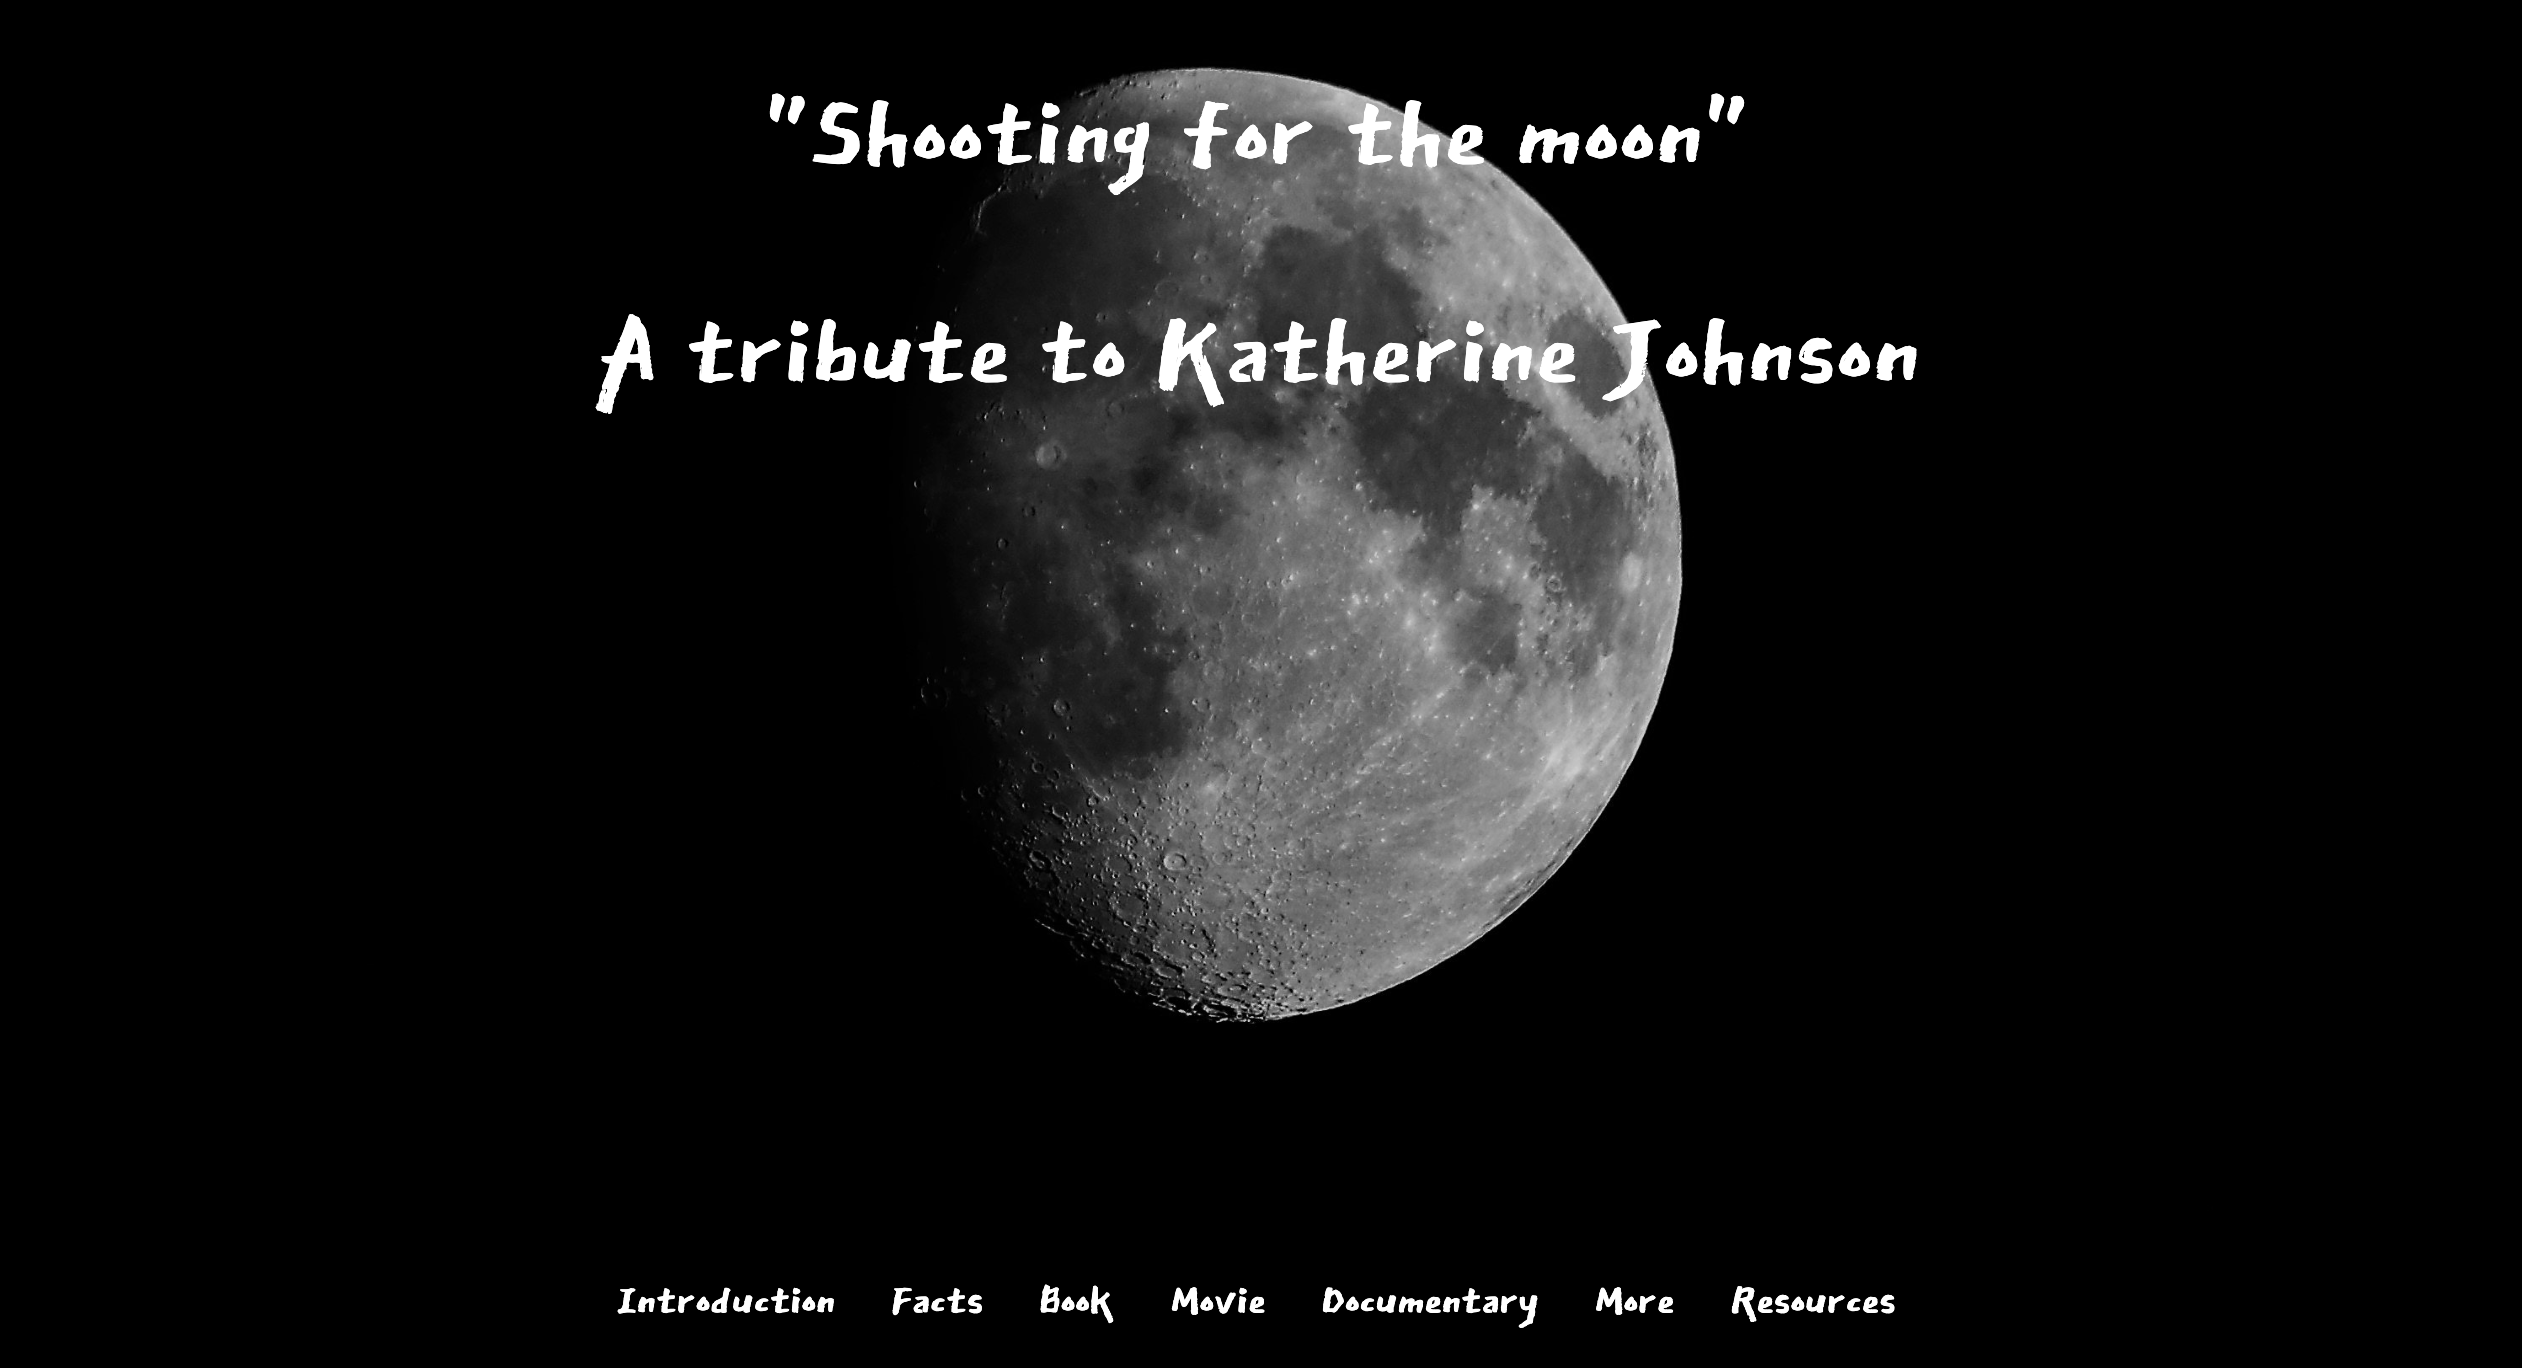 "Shooting for the moon"
A tribute to Katherine Johnson
Introduction Facts Book Movie Documentary More Resources